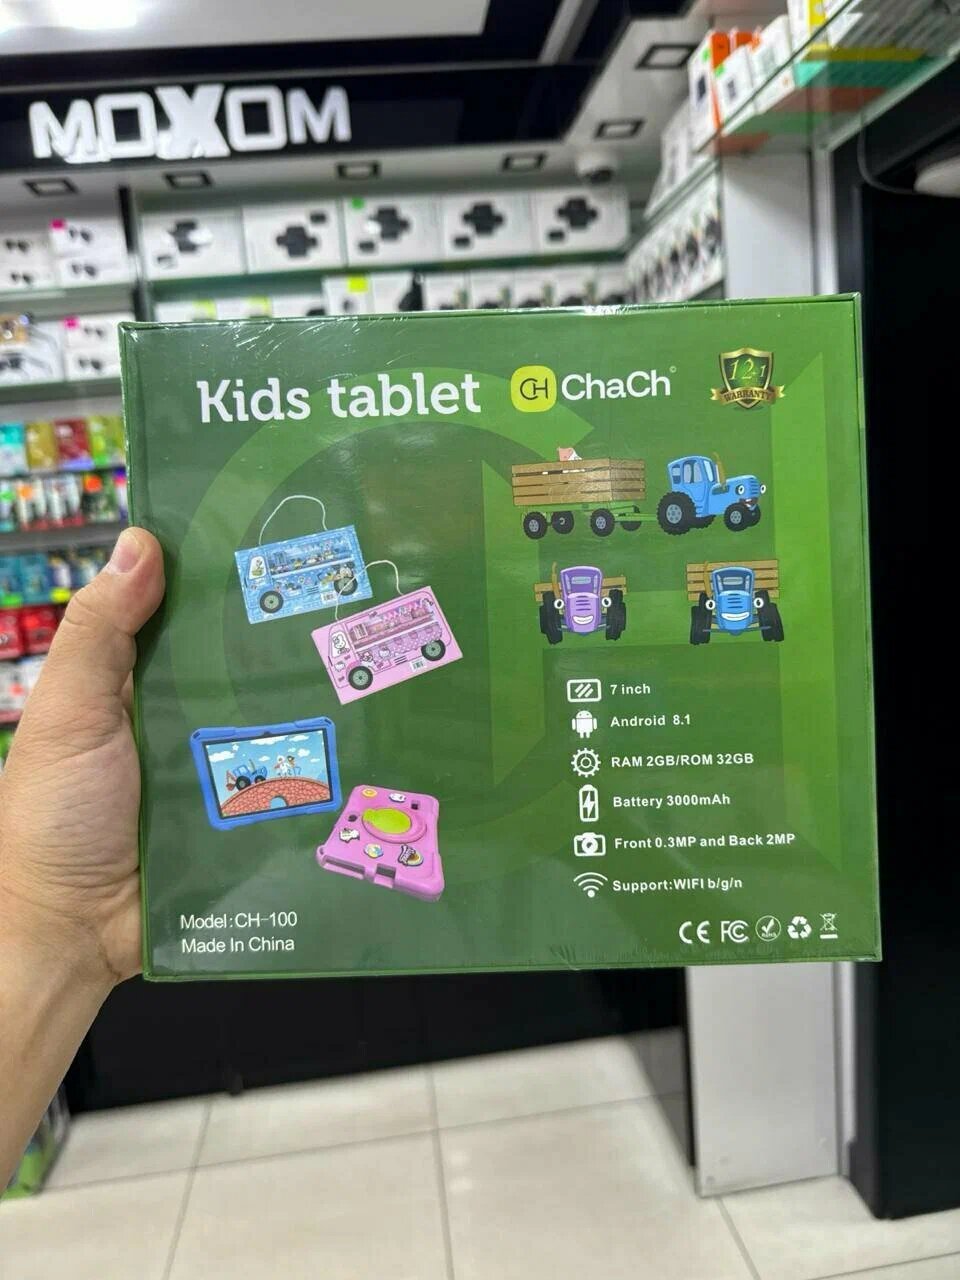 MOXOM
Kids tablet
CH ChaCh©
12+1
WARRANTY
7 inch
Android 8.1
RAM 2GB/ROM 32GB
Battery 3000mAh
Front 0.3MP and Back 2MP
Support:WIFI b/g/n
Model:CH-100
Made In China
CE FC RoHS